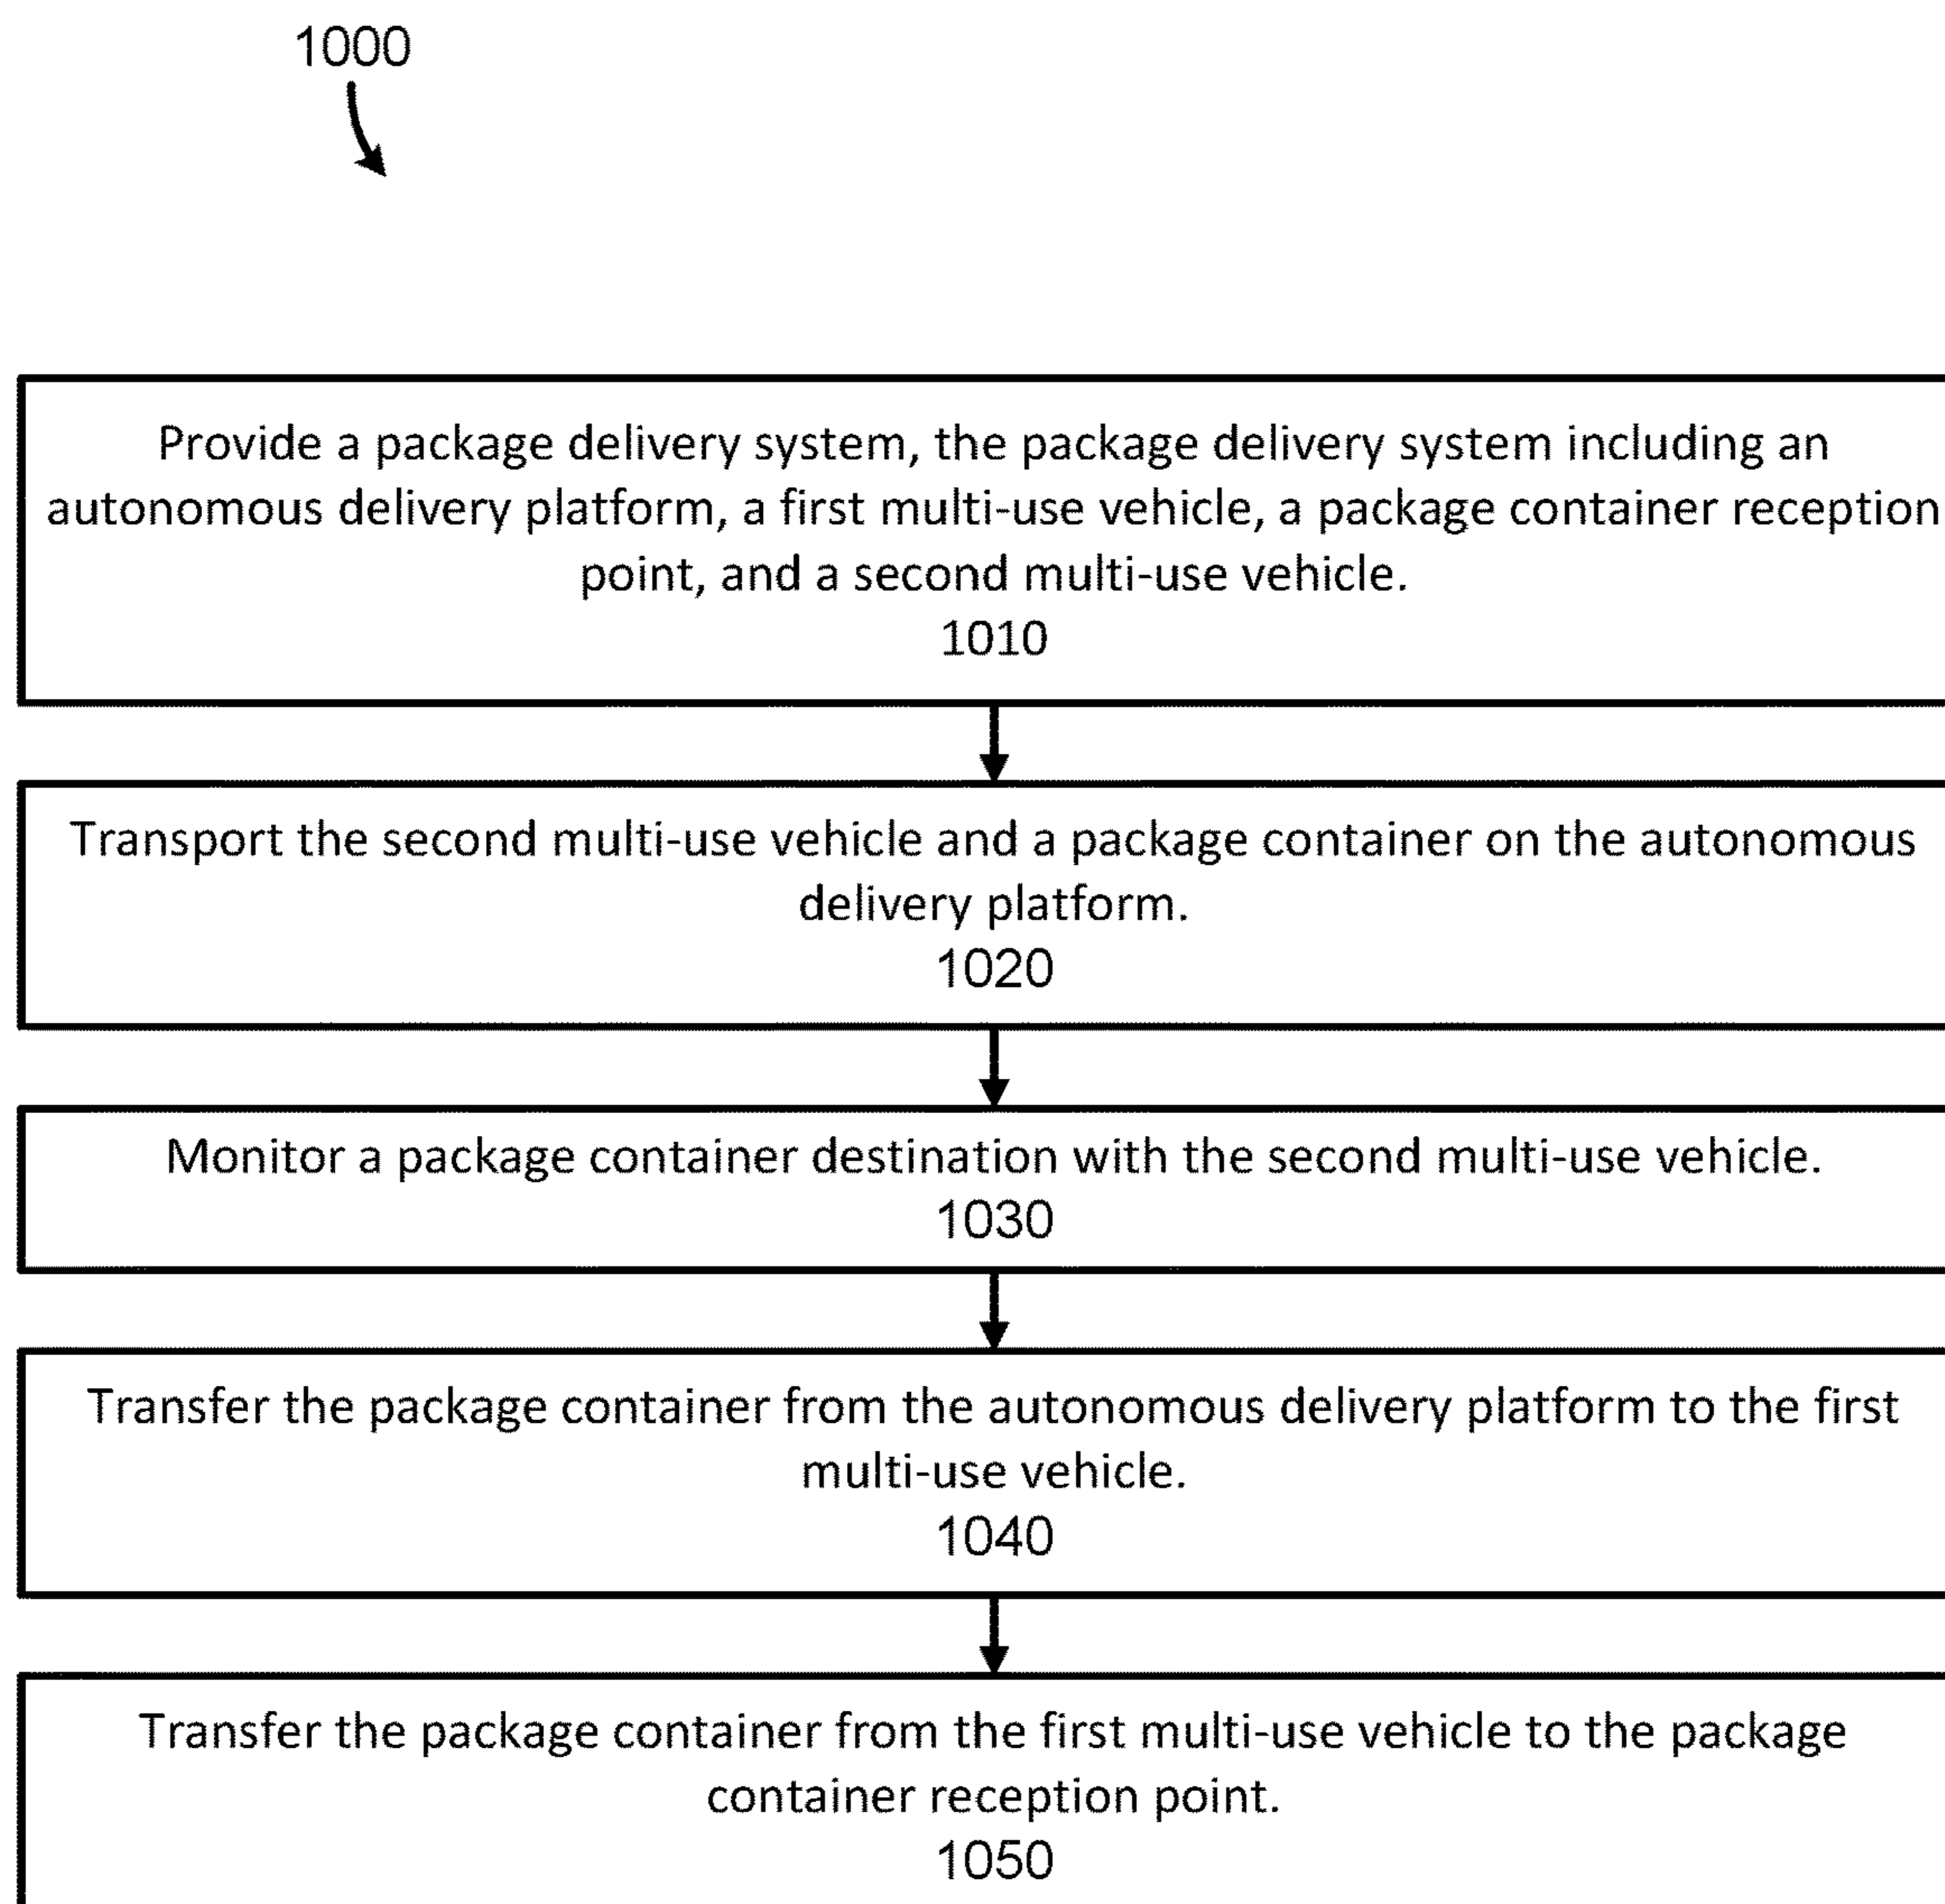 1000
Provide a package delivery system, the package delivery system including an
autonomous delivery platform, a first multi-use vehicle, a package container reception
point, and a second multi-use vehicle.
1010
Transport the second multi-use vehicle and a package container on the autonomous
delivery platform.
1020
Monitor a package container destination with the second multi-use vehicle.
1030
Transfer the package container from the autonomous delivery platform to the first
multi-use vehicle.
1040
Transfer the package container from the first multi-use vehicle to the package
container reception point.
1050